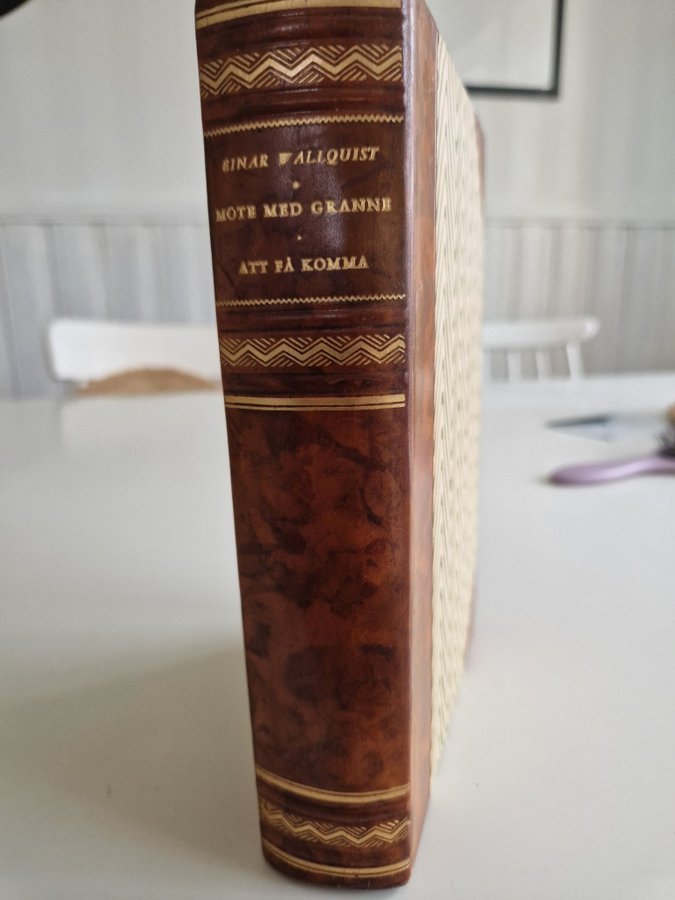 EINAR WALLQUIST
MÖTE MED GRANNE
ATT FÅ KOMMA